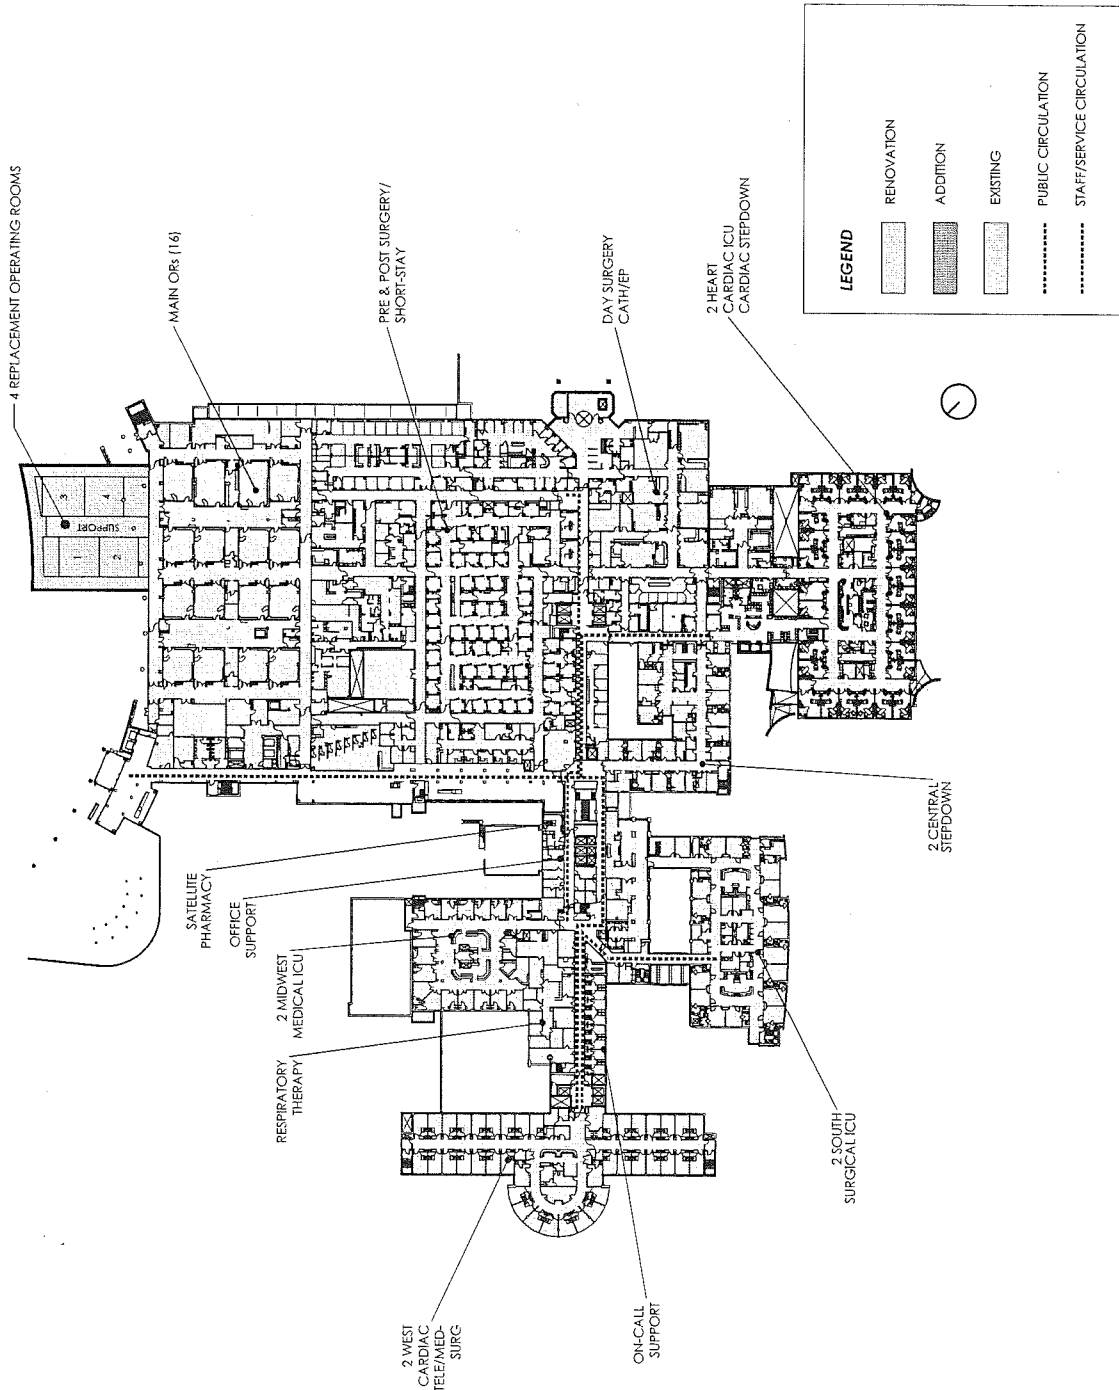 4 REPLACEMENT OPERATING ROOMS
MAIN ORs (16)
PRE & POST SURGERY/
SHORT-STAY
DAY SURGERY
CATH/EP
2 HEART
CARDIAC ICU
CARDIAC STEPDOWN
3
4
SUPPORT
1
2
SATELLITE
PHARMACY
OFFICE
SUPPORT
2 MIDWEST
MEDICAL ICU
RESPIRATORY
THERAPY
2 WEST
CARDIAC
TELE/MED-
SURG
ON-CALL
SUPPORT
2 SOUTH
SURGICAL ICU
2 CENTRAL
STEPDOWN
LEGEND
RENOVATION
ADDITION
EXISTING
PUBLIC CIRCULATION
STAFF/SERVICE CIRCULATION